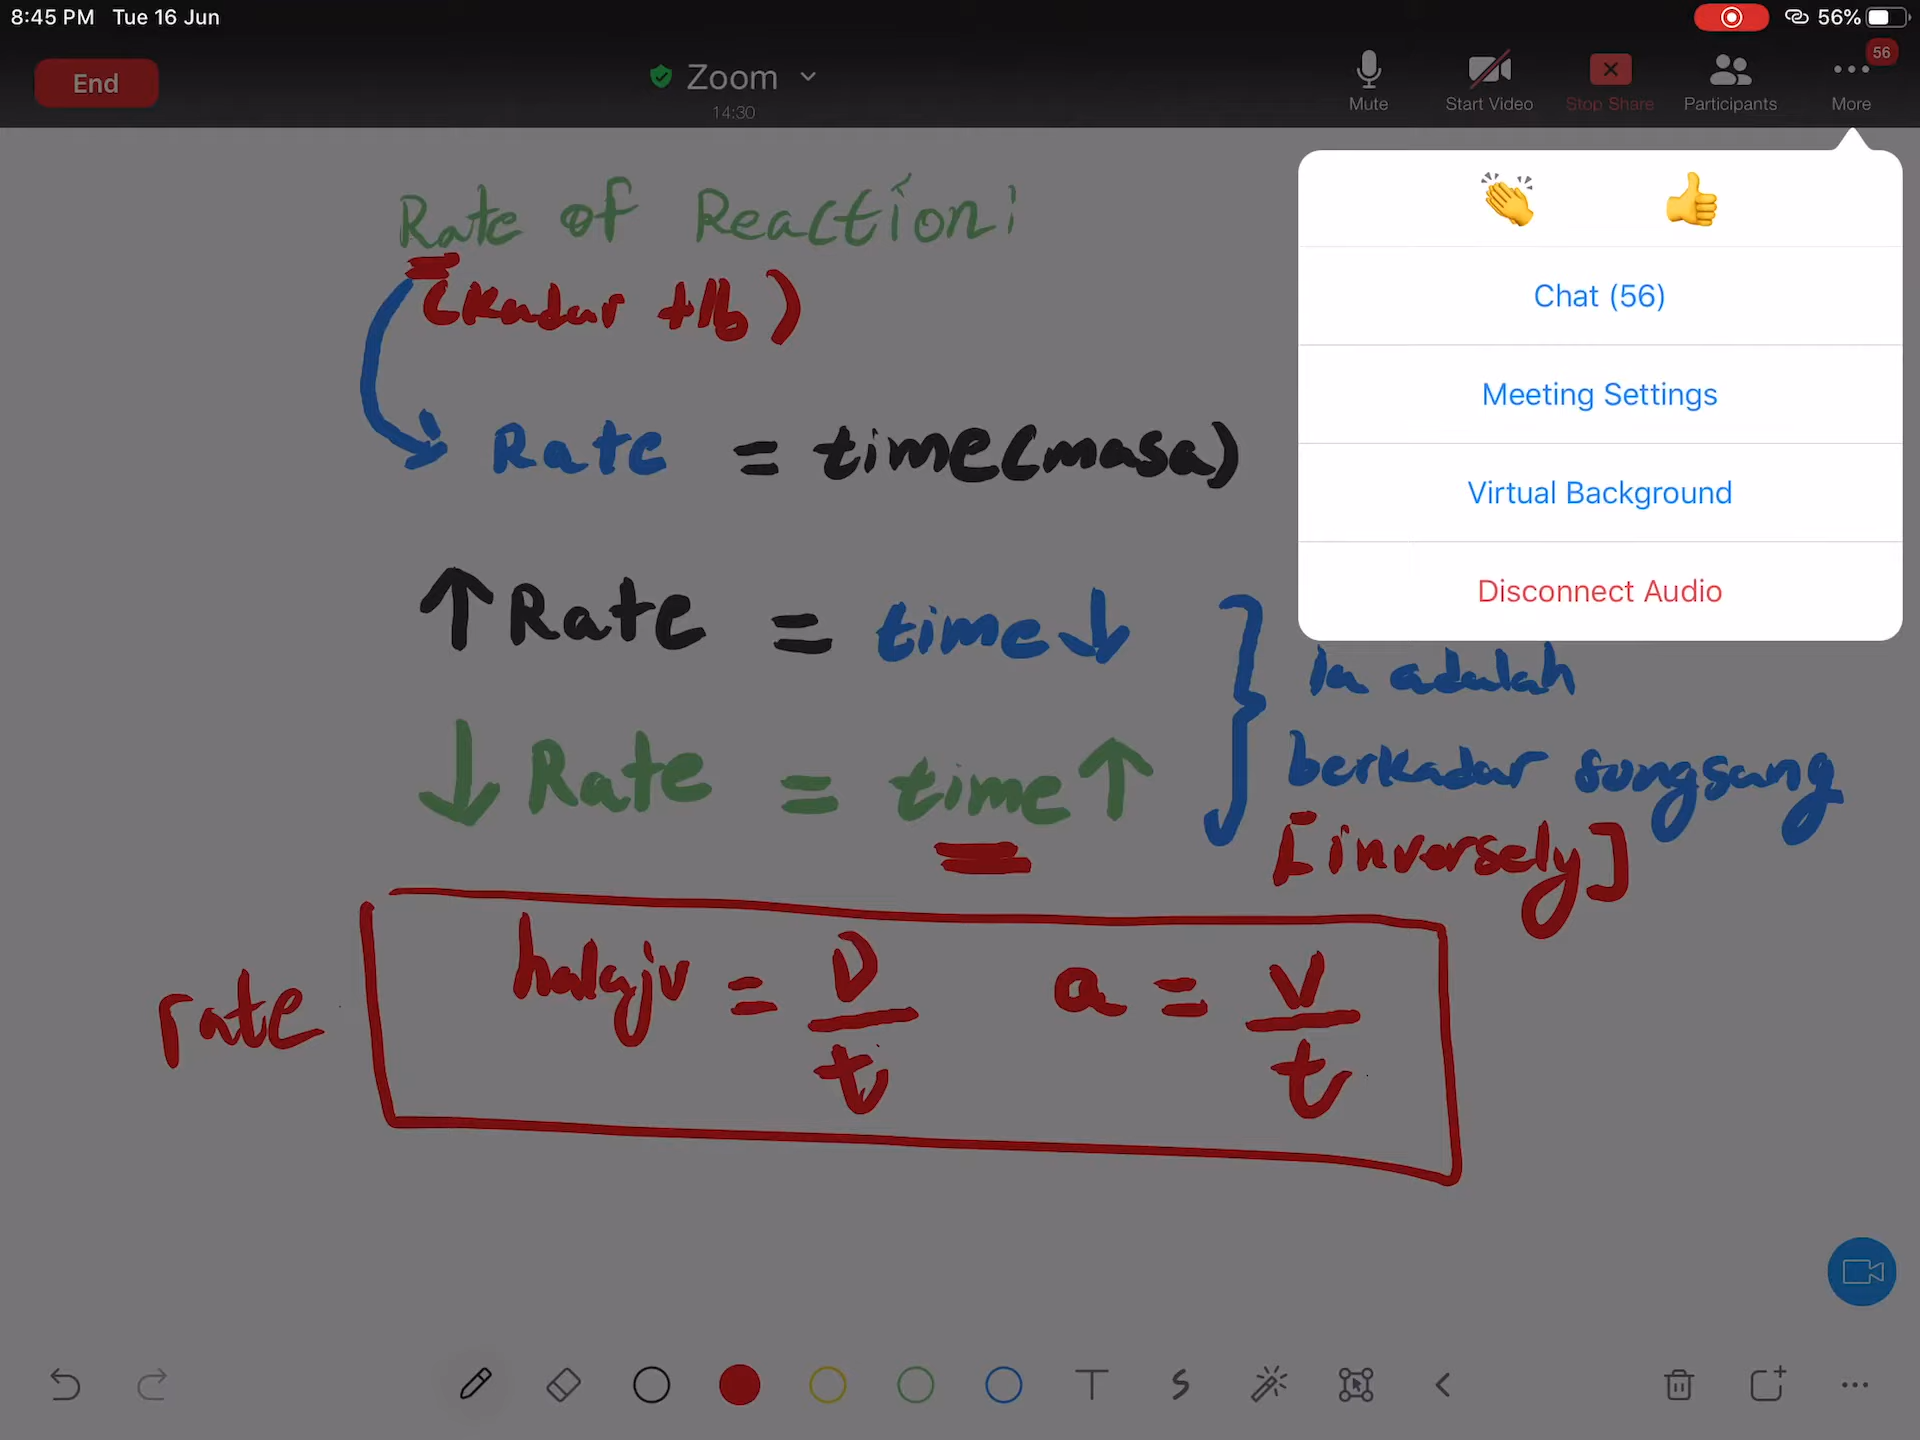 8:45 PM Tue 16 Jun
56%
End
Zoom
14:30
Mute
Start Video
Stop Share
Participants
More
56
Chat (56)
Meeting Settings
Virtual Background
Disconnect Audio
Rate of Reaction:
(Kadar tlb)
Rate = time(masa)
↑ Rate = time ↓
↓ Rate = time ↑
Ia adalah
berkadar songsang
[inversely]
rate
halaju = D/t a = V/t
T